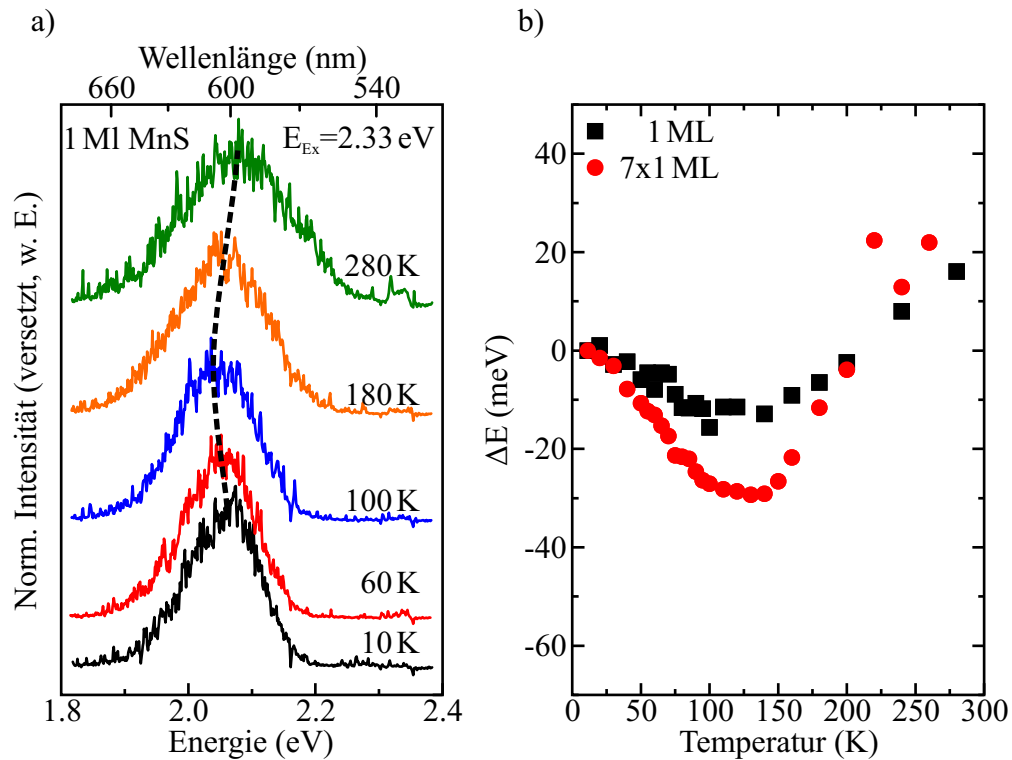 a)
Wellenlänge (nm)
660 600 540
1 Ml MnS E_Ex=2.33 eV
280 K
180 K
100 K
60 K
10 K
Norm. Intensität (versetzt, w. E.)
1.8 2.0 2.2 2.4
Energie (eV)
b)
1 ML
7x1 ML
40
20
0
-20
-40
-60
ΔE (meV)
0 50 100 150 200 250 300
Temperatur (K)